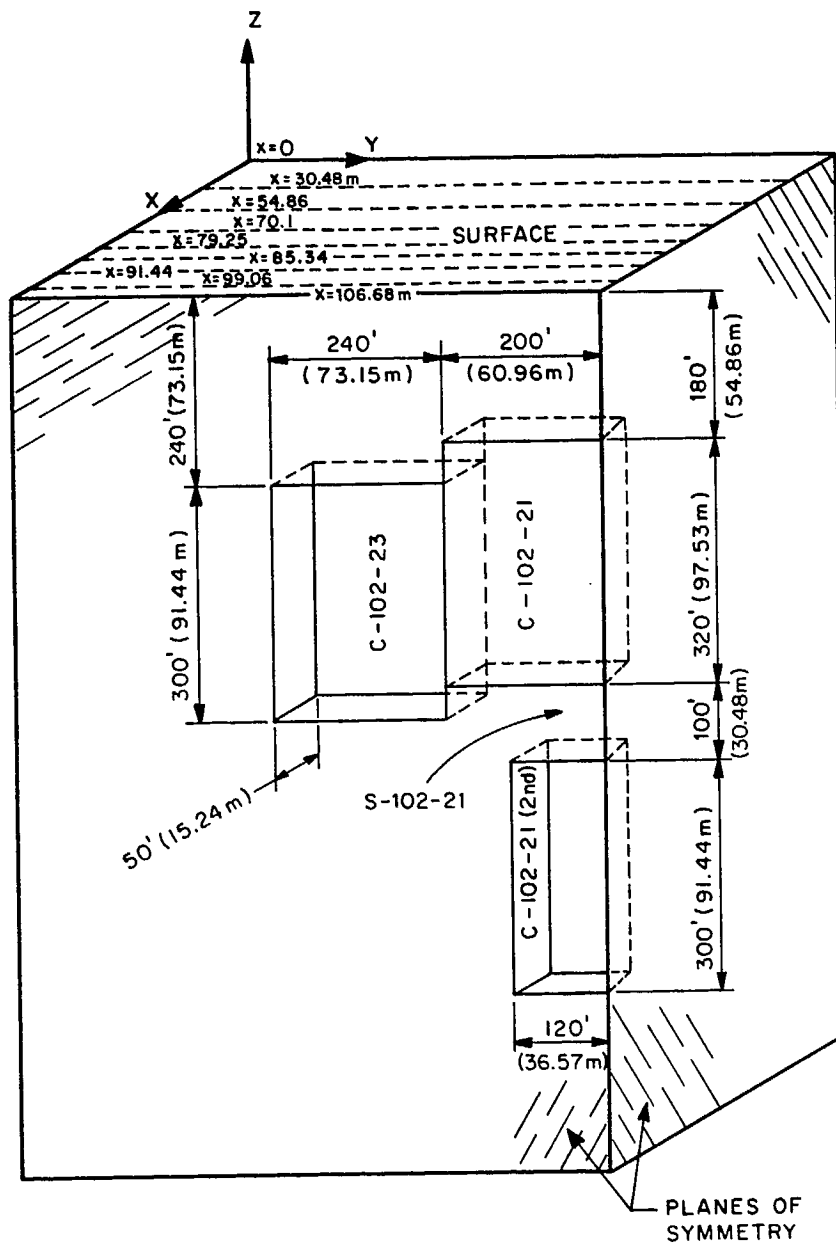 Z
X=0
Y
X=30.48 m
X
X=54.86
X=70.1
X=79.25
SURFACE
X=85.34
X=91.44
X=99.06
X=106.68 m
240'
(73.15m)
200'
(60.96m)
240' (73.15m)
180'
(54.86m)
C-102-23
C-102-21
300' (91.44 m)
320' (97.53m)
100'
(30.48m)
S-102-21
50' (15.24 m)
C-102-21 (2nd)
300' (91.44m)
120'
(36.57m)
PLANES OF
SYMMETRY